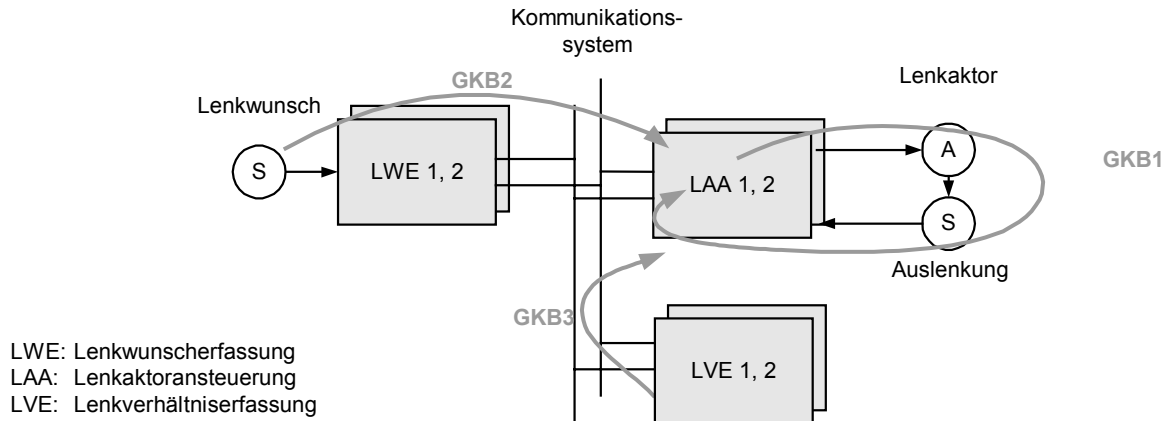 Kommunikations-
system
GKB2
Lenkaktor
Lenkwunsch
A
GKB1
S
LWE 1, 2
LAA 1, 2
S
Auslenkung
GKB3
LWE: Lenkwunscherfassung
LAA: Lenkaktoransteuerung
LVE: Lenkverhältniserfassung
LVE 1, 2